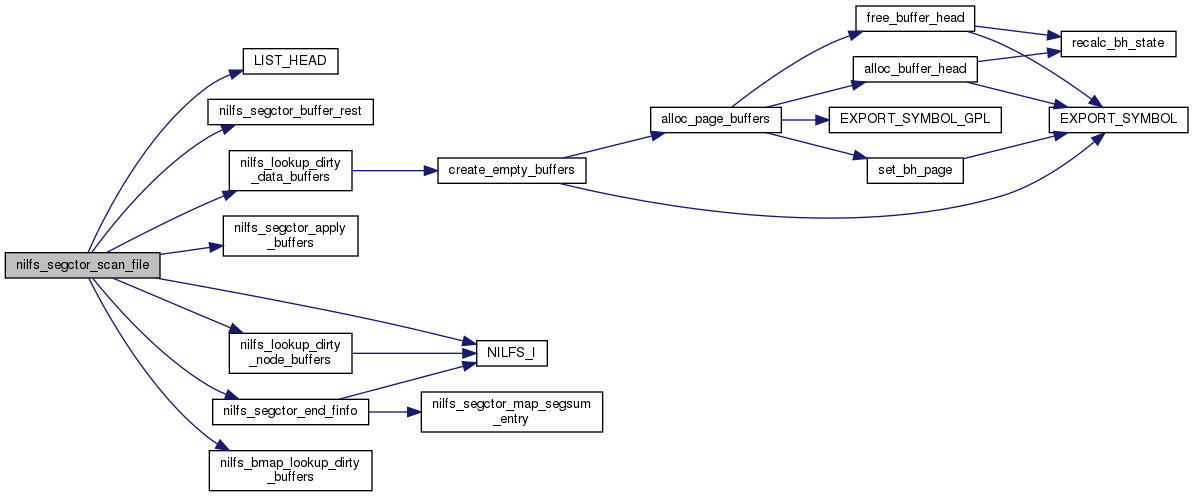 free_buffer_head
recalc_bh_state
LIST_HEAD
alloc_buffer_head
nilfs_segctor_buffer_rest
alloc_page_buffers
EXPORT_SYMBOL_GPL
EXPORT_SYMBOL
nilfs_lookup_dirty
_data_buffers
create_empty_buffers
set_bh_page
nilfs_segctor_apply
_buffers
nilfs_segctor_scan_file
nilfs_lookup_dirty
_node_buffers
NILFS_I
nilfs_segctor_end_finfo
nilfs_segctor_map_segsum
_entry
nilfs_bmap_lookup_dirty
_buffers